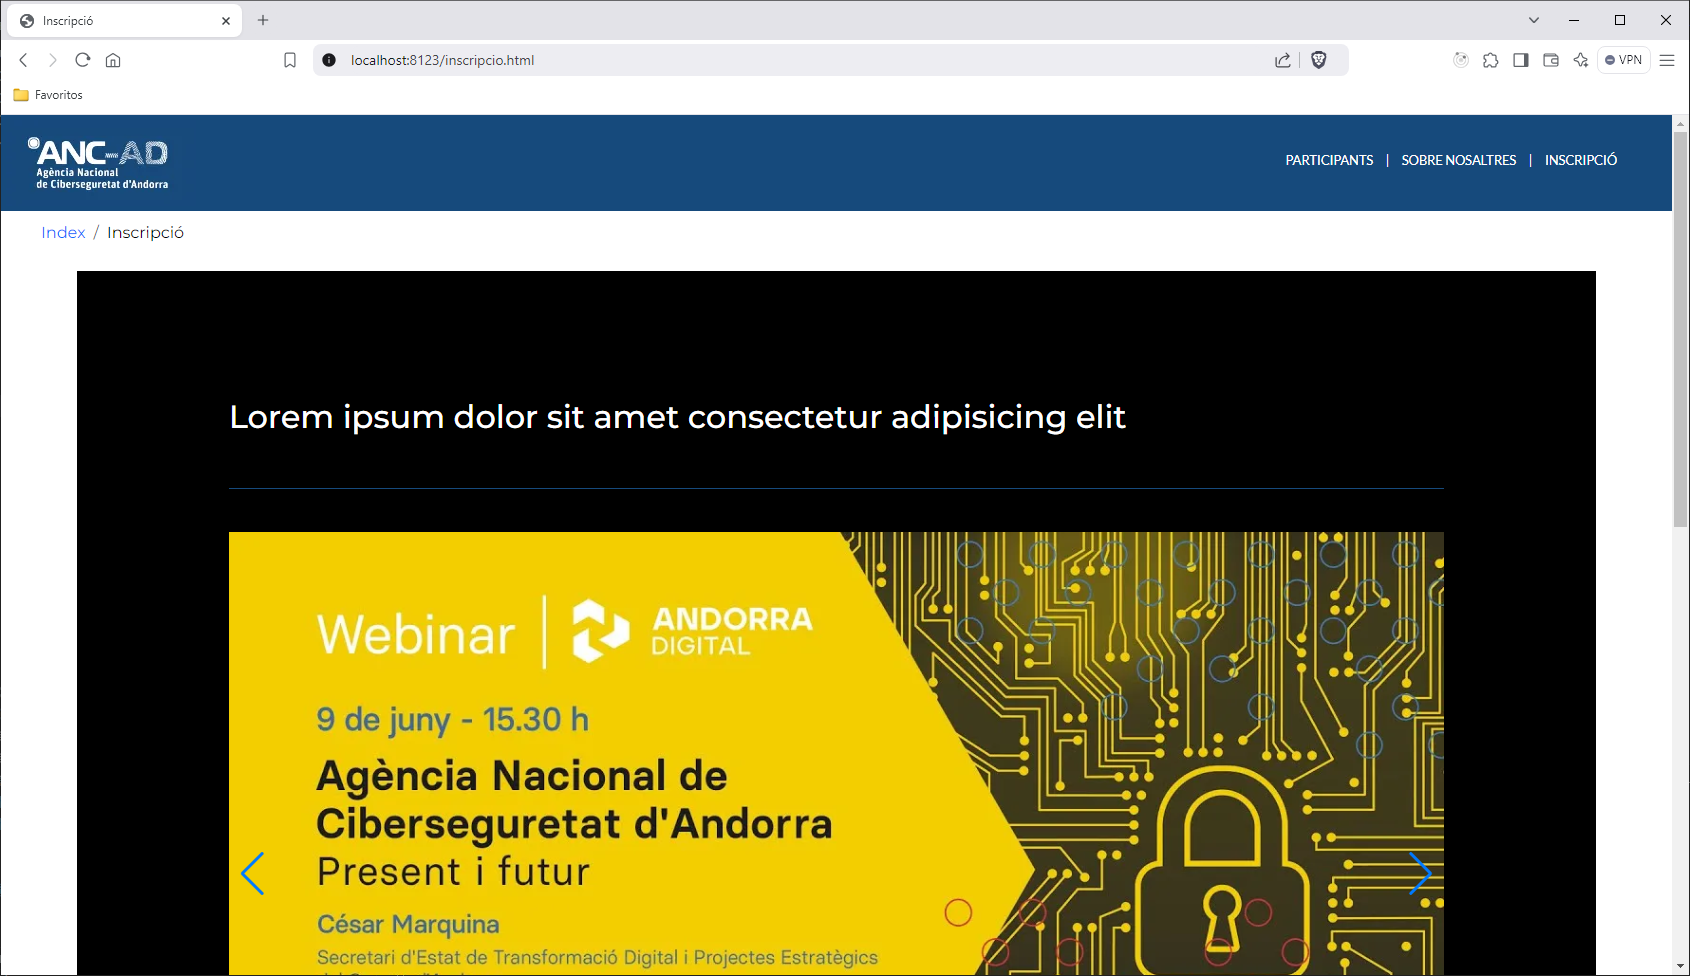 Inscripció
localhost:8123/inscripcio.html
VPN
Favoritos
ANC-AD
Agència Nacional
de Ciberseguretat d'Andorra
PARTICIPANTS | SOBRE NOSALTRES | INSCRIPCIÓ
Index / Inscripció
Lorem ipsum dolor sit amet consectetur adipisicing elit
Webinar | ANDORRA
DIGITAL
9 de juny - 15.30 h
Agència Nacional de
Ciberseguretat d'Andorra
Present i futur
César Marquina
Secretari d'Estat de Transformació Digital i Projectes Estratègics